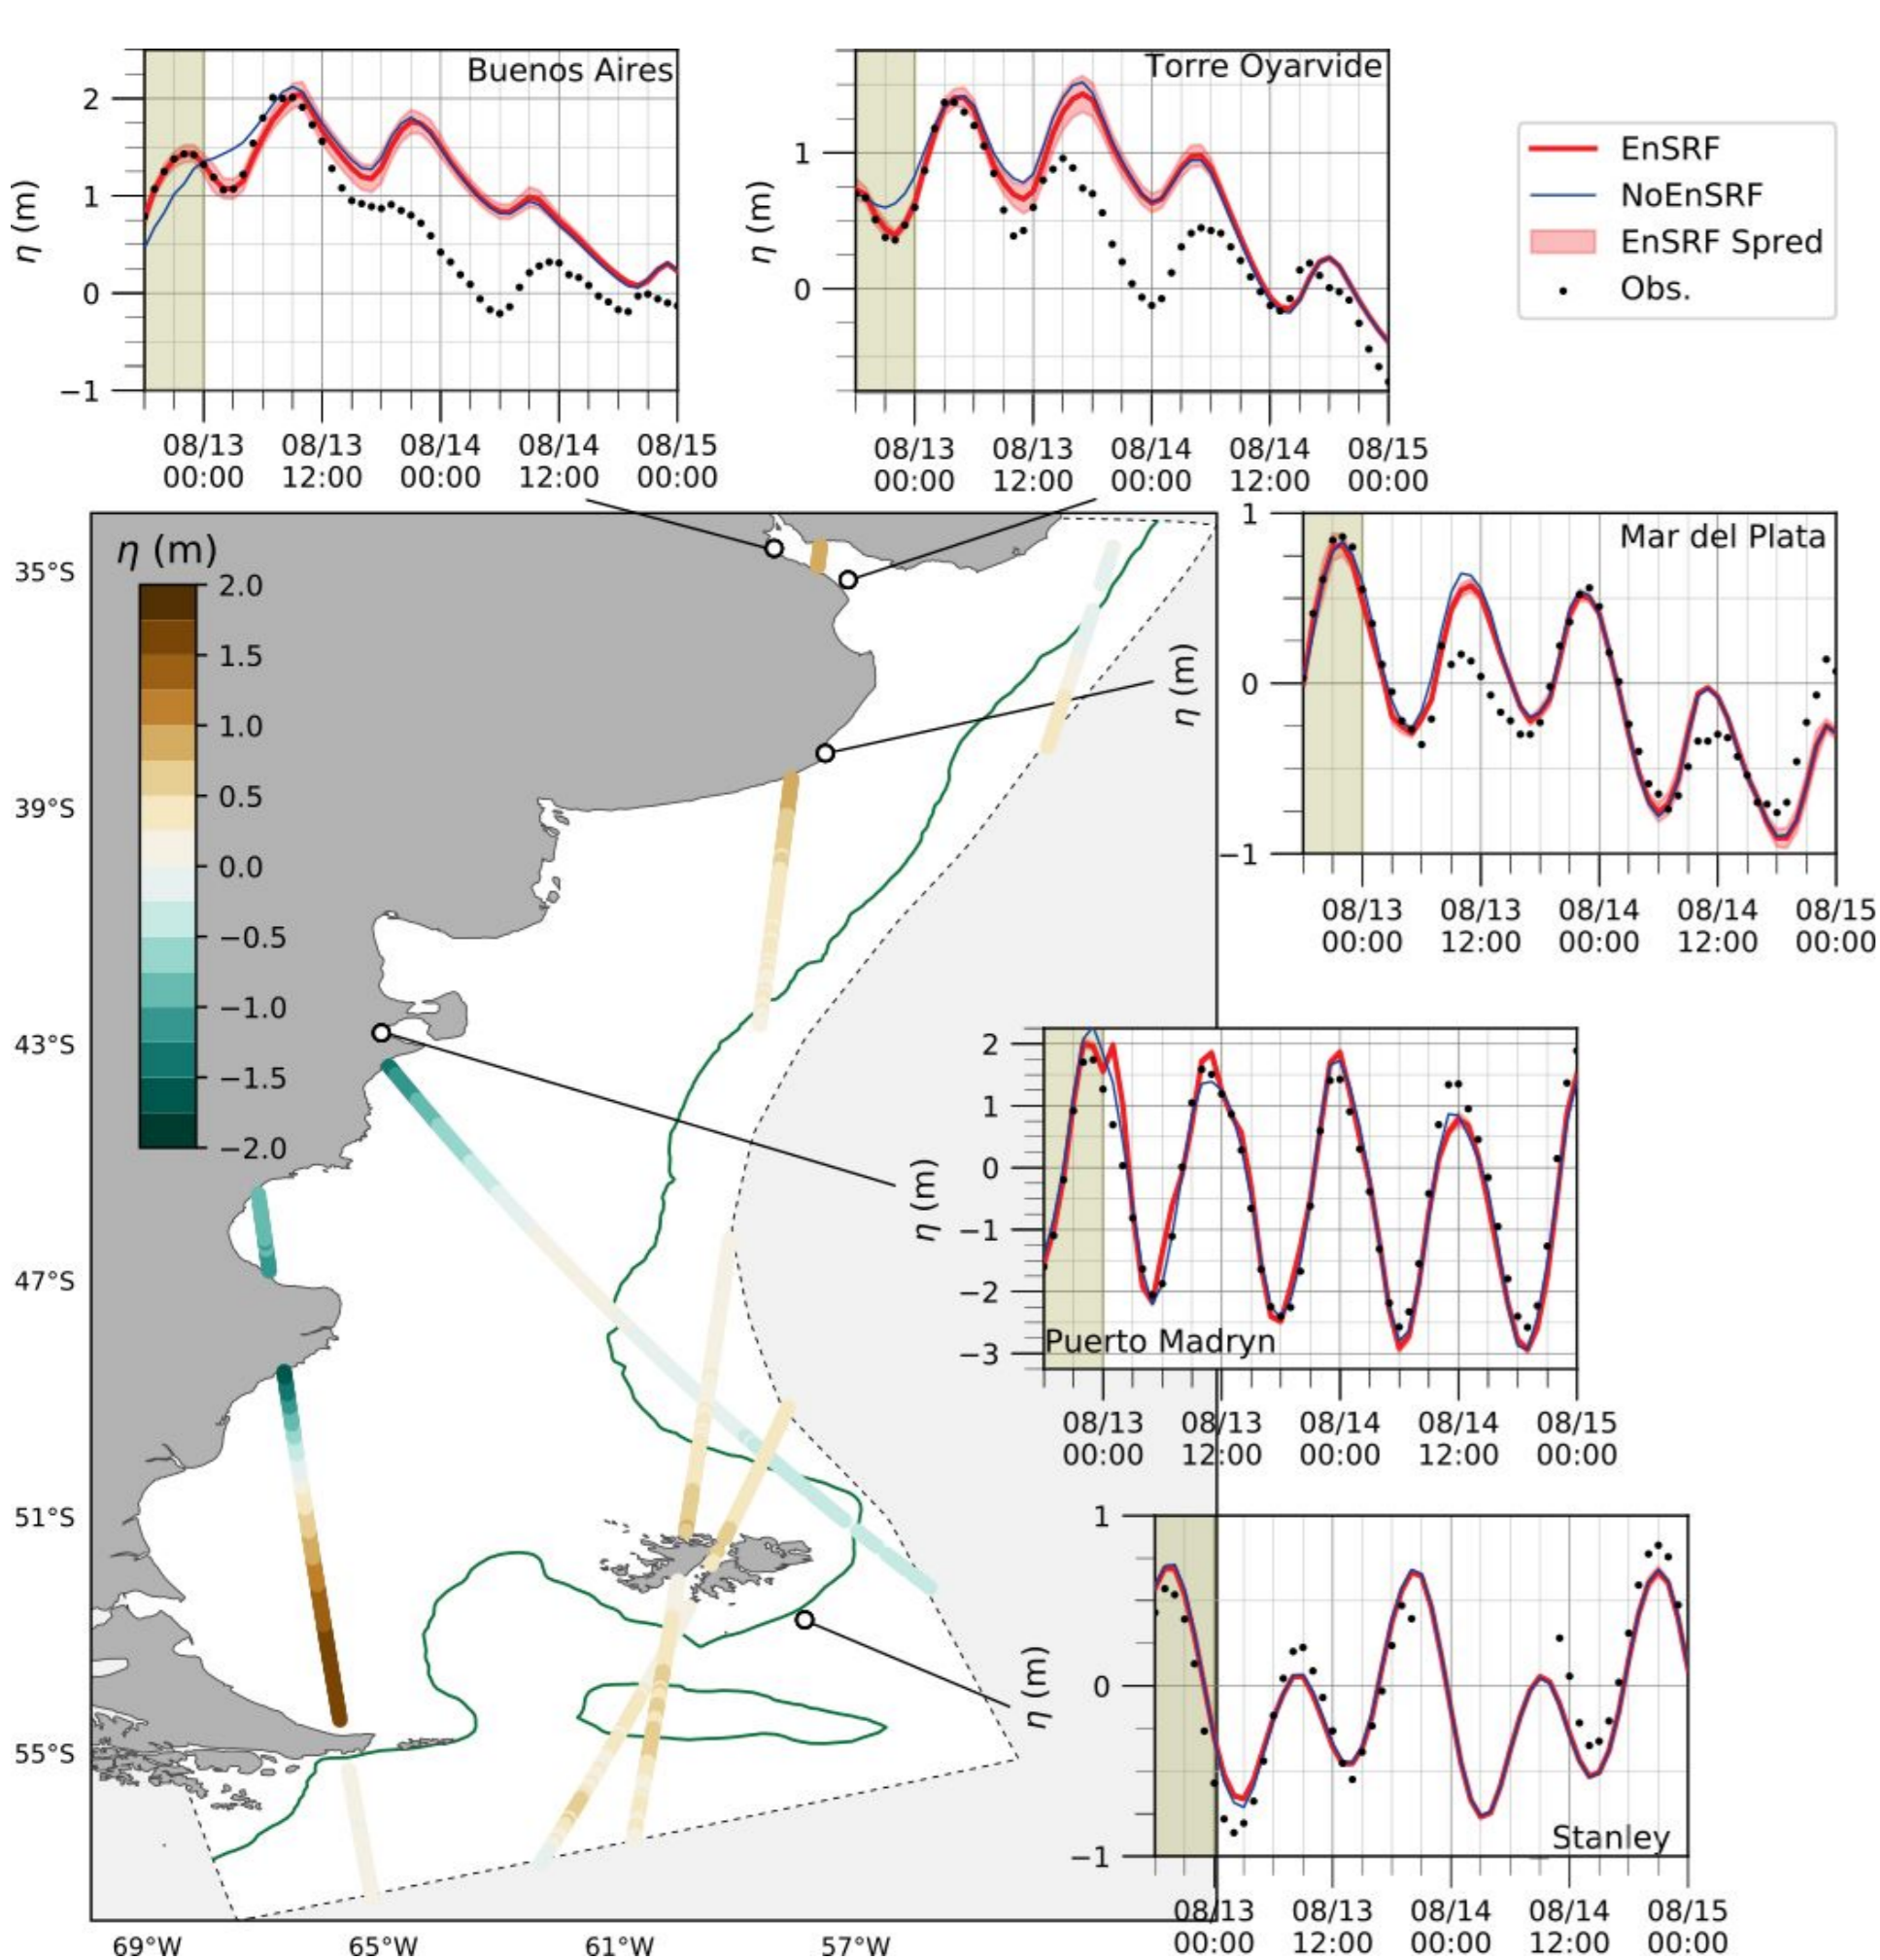 Buenos Aires
η (m)
2
1
0
−1
08/13 08/13 08/14 08/14 08/15
00:00 12:00 00:00 12:00 00:00
Torre Oyarvide
η (m)
1
0
08/13 08/13 08/14 08/14 08/15
00:00 12:00 00:00 12:00 00:00
EnSRF
NoEnSRF
EnSRF Spred
Obs.
η (m)
2.0
1.5
1.0
0.5
0.0
−0.5
−1.0
−1.5
−2.0
35°S
39°S
43°S
47°S
51°S
55°S
69°W 65°W 61°W 57°W
Mar del Plata
η (m)
1
0
−1
08/13 08/13 08/14 08/14 08/15
00:00 12:00 00:00 12:00 00:00
η (m)
2
1
0
−1
−2
−3
Puerto Madryn
08/13 08/13 08/14 08/14 08/15
00:00 12:00 00:00 12:00 00:00
η (m)
1
0
−1
Stanley
08/13 08/13 08/14 08/14 08/15
00:00 12:00 00:00 12:00 00:00